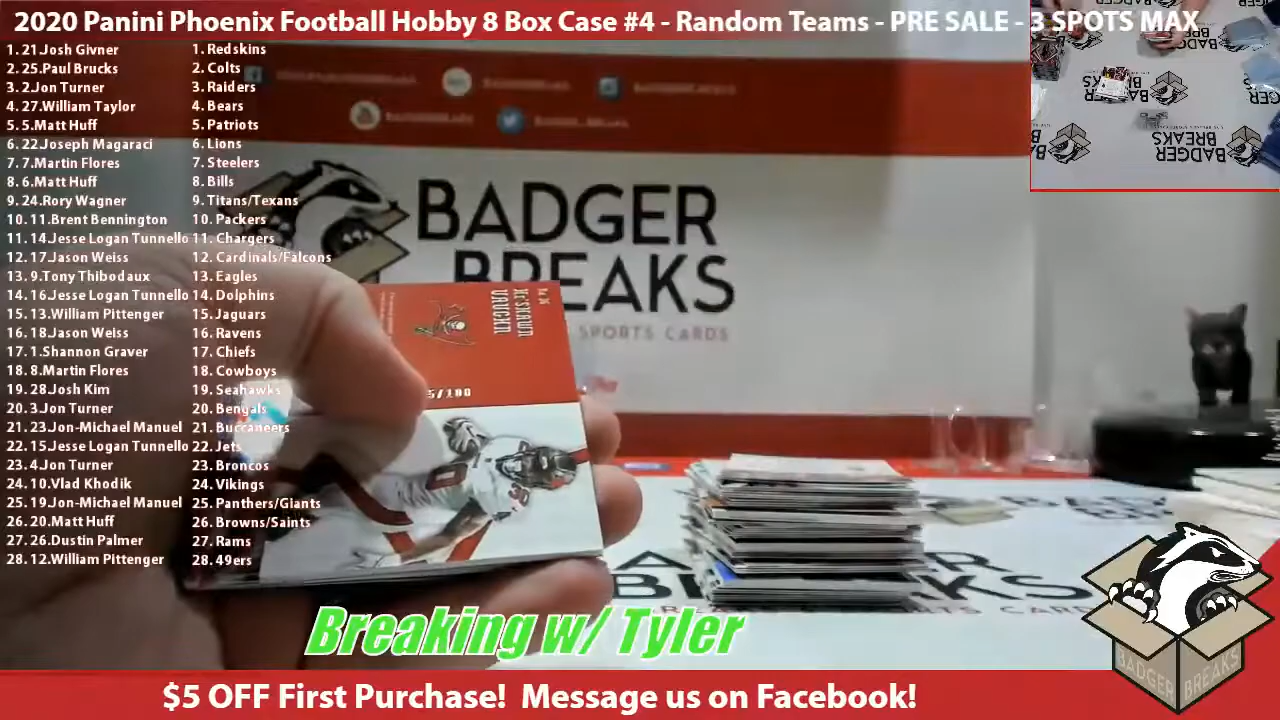 2020 Panini Phoenix Football Hobby 8 Box Case #4 - Random Teams - PRE SALE - 3 SPOTS MAX
1. 21.Josh Givner
2. 25.Paul Brucks
3. 2.Jon Turner
4. 27.William Taylor
5. 5.Matt Huff
6. 22.Joseph Magaraci
7. 7.Martin Flores
8. 6.Matt Huff
9. 24.Rory Wagner
10. 11.Brent Bennington
11. 14.Jesse Logan Tunnello
12. 17.Jason Weiss
13. 9.Tony Thibodaux
14. 16.Jesse Logan Tunnello
15. 13.William Pittenger
16. 18.Jason Weiss
17. 1.Shannon Graver
18. 8.Martin Flores
19. 28.Josh Kim
20. 3.Jon Turner
21. 23.Jon-Michael Manuel
22. 15.Jesse Logan Tunnello
23. 4.Jon Turner
24. 10.Vlad Khodik
25. 19.Jon-Michael Manuel
26. 20.Matt Huff
27. 26.Dustin Palmer
28. 12.William Pittenger
1. Redskins
2. Colts
3. Raiders
4. Bears
5. Patriots
6. Lions
7. Steelers
8. Bills
9. Titans/Texans
10. Packers
11. Chargers
12. Cardinals/Falcons
13. Eagles
14. Dolphins
15. Jaguars
16. Ravens
17. Chiefs
18. Cowboys
19. Seahawks
20. Bengals
21. Buccaneers
22. Jets
23. Broncos
24. Vikings
25. Panthers/Giants
26. Browns/Saints
27. Rams
28. 49ers
BADGER
BREAKS
SPORTS CARDS
KeSHAWN
VAUGHN
5/100
BADGER
BREAKS
Breaking w/ Tyler
BADGER
BREAKS
$5 OFF First Purchase!  Message us on Facebook!